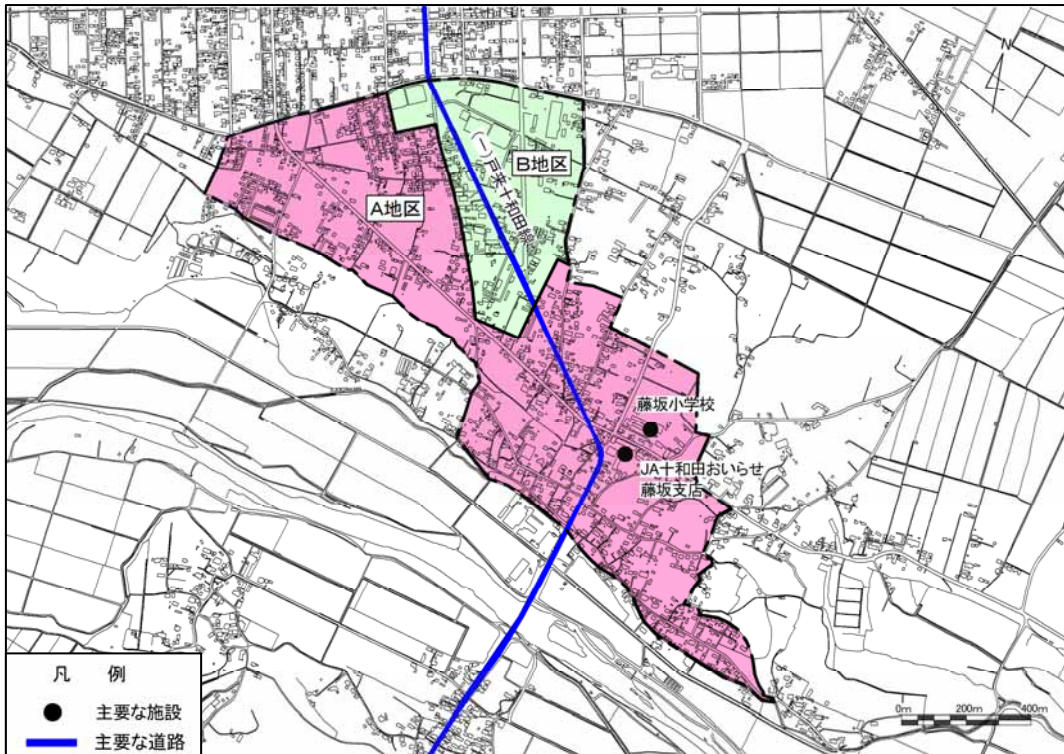 N
B地区
(一)戸来十和田線
A地区
藤坂小学校
JA十和田おいらせ
藤坂支店
凡 例
主要な施設
主要な道路
0m 200m 400m